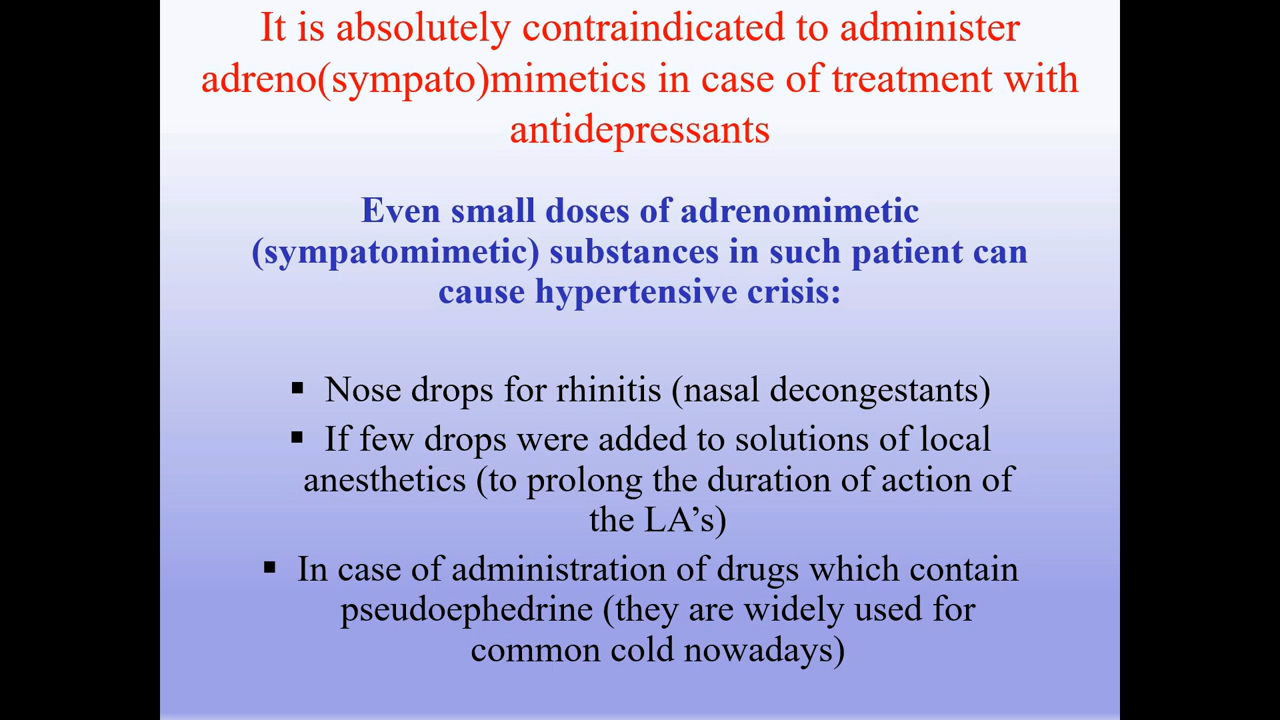 It is absolutely contraindicated to administer
adreno(sympato)mimetics in case of treatment with
antidepressants
Even small doses of adrenomimetic
(sympatomimetic) substances in such patient can
cause hypertensive crisis:
▪ Nose drops for rhinitis (nasal decongestants)
▪ If few drops were added to solutions of local
anesthetics (to prolong the duration of action of
the LA’s)
▪ In case of administration of drugs which contain
pseudoephedrine (they are widely used for
common cold nowadays)